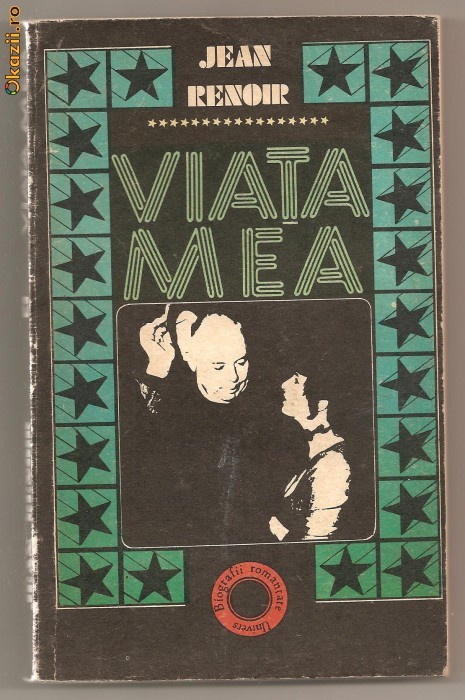 Okazii.ro
JEAN
RENOIR
VIAȚA
MEA
Biografii romanțate
Univers